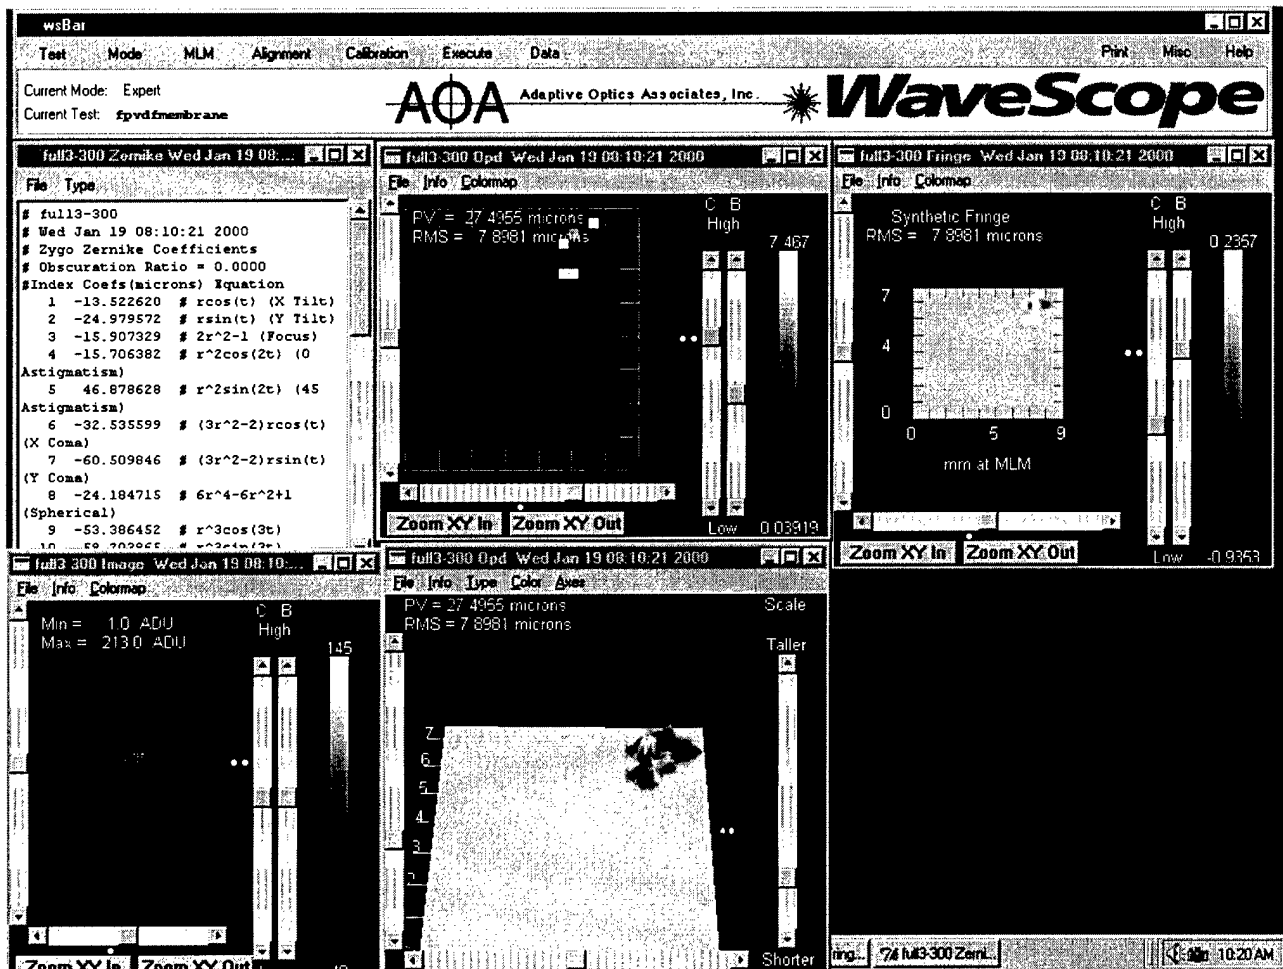 wsBar
Test Mode MLM Alignment Calibration Execute Data Print Misc Help
Current Mode: Expert
Current Test: fpvdfmembrane
AOA Adaptive Optics Associates, Inc. WaveScope
full3-300 Zernike Wed Jan 19 08:...
File Type
# full3-300
# Wed Jan 19 08:10:21 2000
# Zygo Zernike Coefficients
# Obscuration Ratio = 0.0000
#Index Coefs(microns) Equation
1 -13.522620 # rcos(t) (X Tilt)
2 -24.979572 # rsin(t) (Y Tilt)
3 -15.907329 # 2r^2-1 (Focus)
4 -15.706382 # r^2cos(2t) (0
Astigmatism)
5 46.878628 # r^2sin(2t) (45
Astigmatism)
6 -32.535599 # (3r^2-2)rcos(t)
(X Coma)
7 -60.509846 # (3r^2-2)rsin(t)
(Y Coma)
8 -24.184715 # 6r^4-6r^2+1
(Spherical)
9 -53.386452 # r^3cos(3t)
full3-300 Opd Wed Jan 19 08:10:21 2000
File Info Colormap
PV = 27.4955 microns
RMS = 7.8981 microns
C B
High
7.467
Zoom XY In Zoom XY Out
Low 0.03919
full3-300 Fringe Wed Jan 19 08:10:21 2000
File Info Colormap
Synthetic Fringe
RMS = 7.8981 microns
C B
High
0.2357
7
4
0
0 5 9
mm at MLM
Zoom XY In Zoom XY Out
Low -0.9353
full3-300 Image Wed Jan 19 08:10:...
File Info Colormap
Min = 1.0 ADU
Max = 213.0 ADU
C B
High
145
Zoom XY In Zoom XY Out
full3-300 Opd Wed Jan 19 08:10:21 2000
File Info Type Color Axes
PV = 27.4955 microns
RMS = 7.8981 microns
Scale
Taller
7
6
5
4
3
2
Shorter
ring... full3-300 Zerni... 10:20 AM